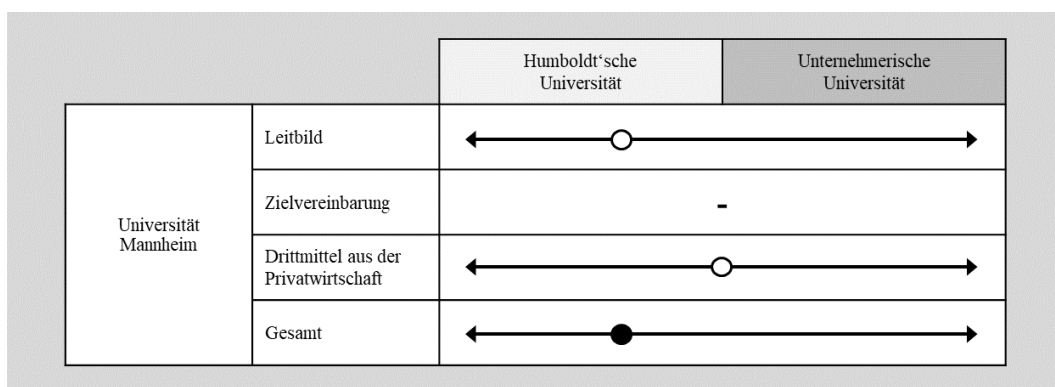 Humboldt‘sche
Universität
Unternehmerische
Universität
Universität
Mannheim
Leitbild
Zielvereinbarung
-
Drittmittel aus der
Privatwirtschaft
Gesamt